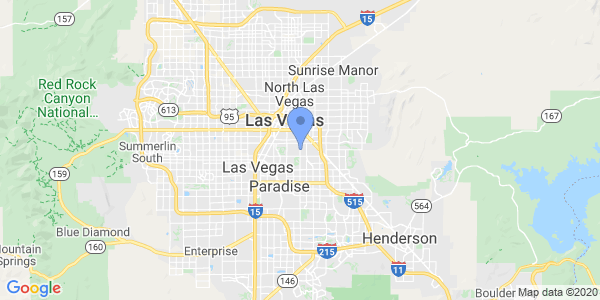 157
15
Sunrise Manor
North Las
Vegas
Red Rock
Canyon
National...
613
95
Las Vegas
167
Summerlin
South
159
Las Vegas
Paradise
515
564
15
Blue Diamond
160
Enterprise
Henderson
215
Mountain
Springs
11
146
Boulder
Google
Map data ©2020